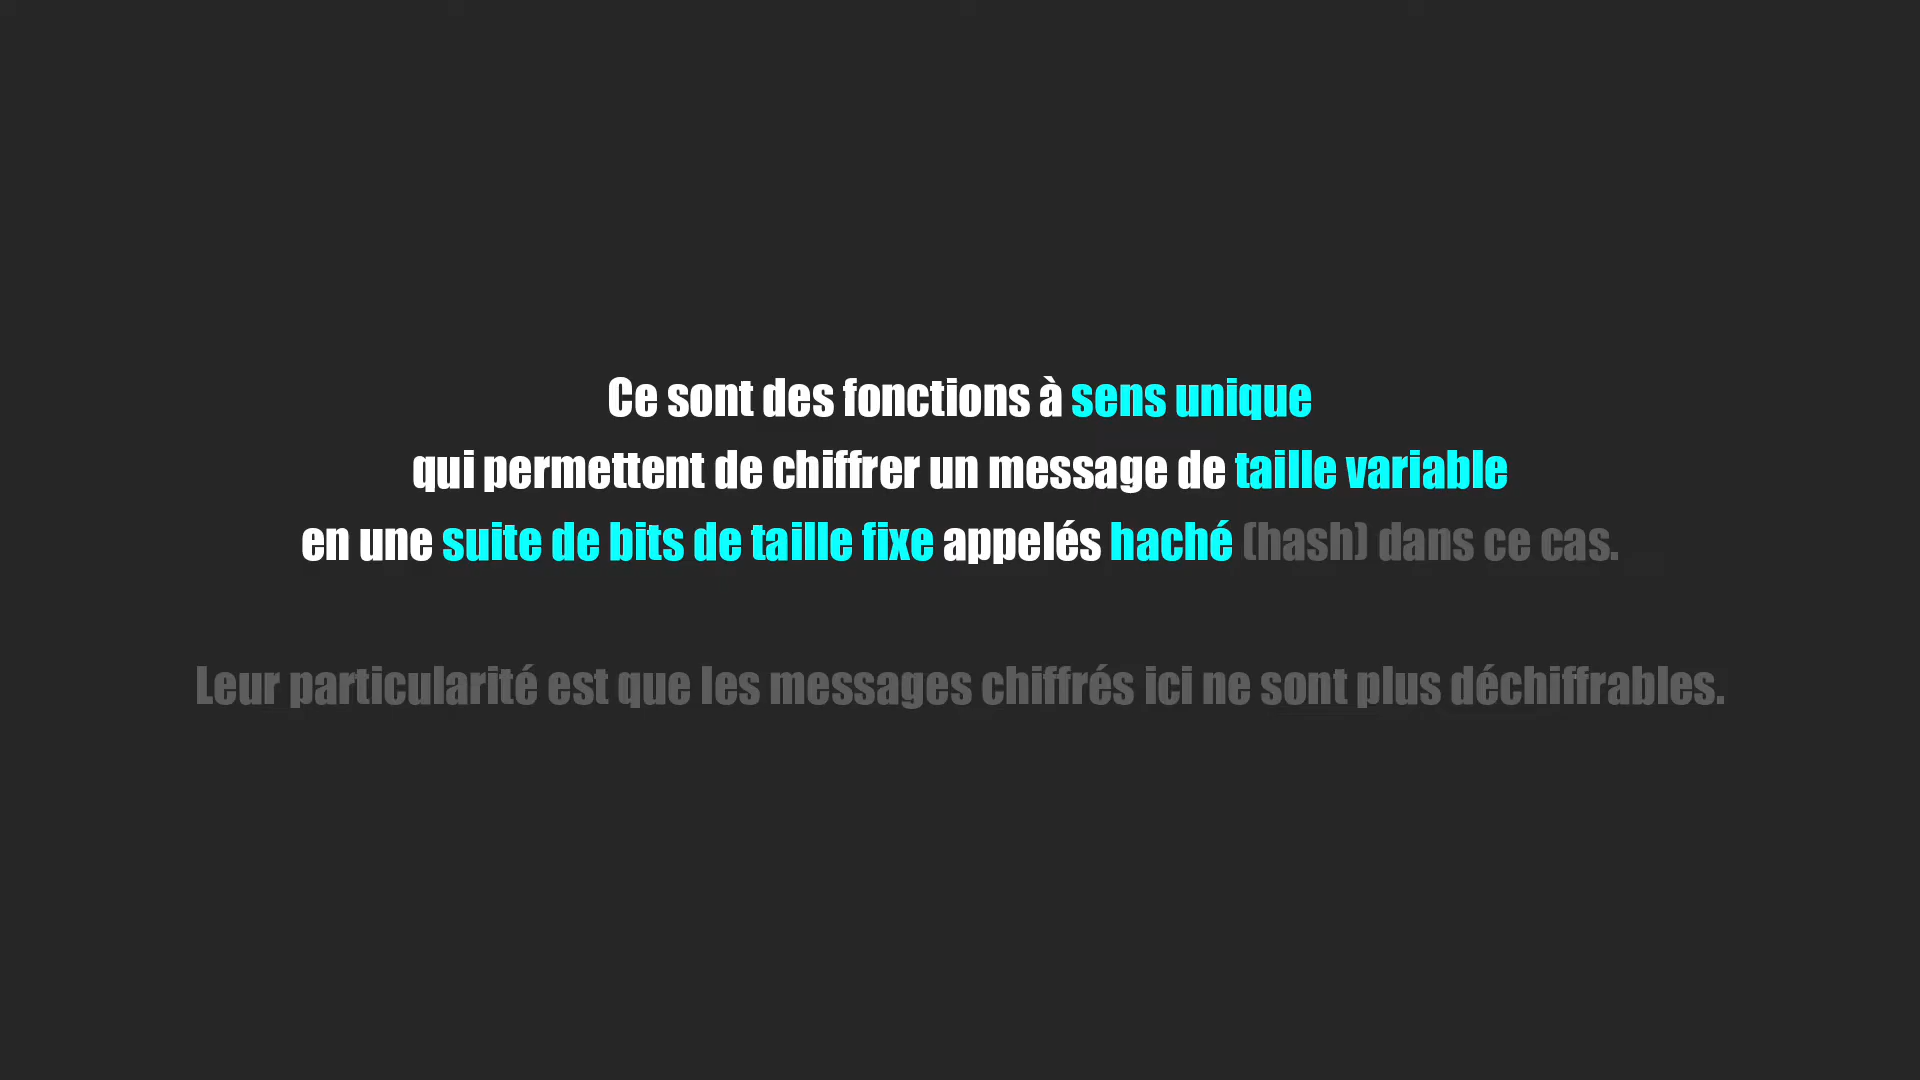 Ce sont des fonctions à sens unique
qui permettent de chiffrer un message de taille variable
en une suite de bits de taille fixe appelés haché (hash) dans ce cas.
Leur particularité est que les messages chiffrés ici ne sont plus déchiffrables.